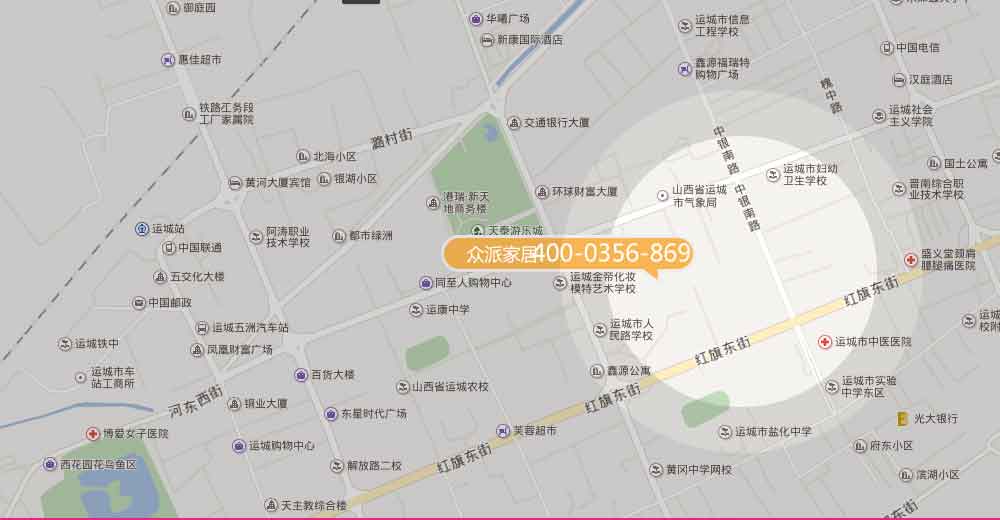 御庭园
华曦广场
新康国际酒店
运城市信息
工程学校
中国电信
惠佳超市
鑫源福瑞特
购物广场
汉庭酒店
槐中路
铁路工务段
工厂家属院
交通银行大厦
运城社会
主义学院
潞村街
中银南路
北海小区
国土公寓
运城市妇幼
卫生学校
黄河大厦宾馆
银湖小区
晋南综合职
业技术学校
环球财富大厦
山西省运城
市气象局
中银南路
港瑞·新天
地商务楼
运城站
阿涛职业
技术学校
都市绿洲
天泰游乐城
中国联通
众派家居400-0356-869
盛义堂颈肩
腰腿痛医院
五交化大楼
同至人购物中心
运城金帝化妆
模特艺术学校
红旗东街
中国邮政
运康中学
运城五洲汽车站
运城市人
民路学校
运城
校附
运城铁中
凤凰财富广场
红旗东街
运城市中医医院
运城市车
站工商所
百货大楼
鑫源公寓
山西省运城农校
运城市实验
中学东区
河东西街
铜业大厦
东星时代广场
红旗东街
光大银行
博爱女子医院
芙蓉超市
运城市盐化中学
运城购物中心
府东小区
红旗东街
西花园花鸟鱼区
解放路二校
黄冈中学网校
滨湖小区
天主教综合楼